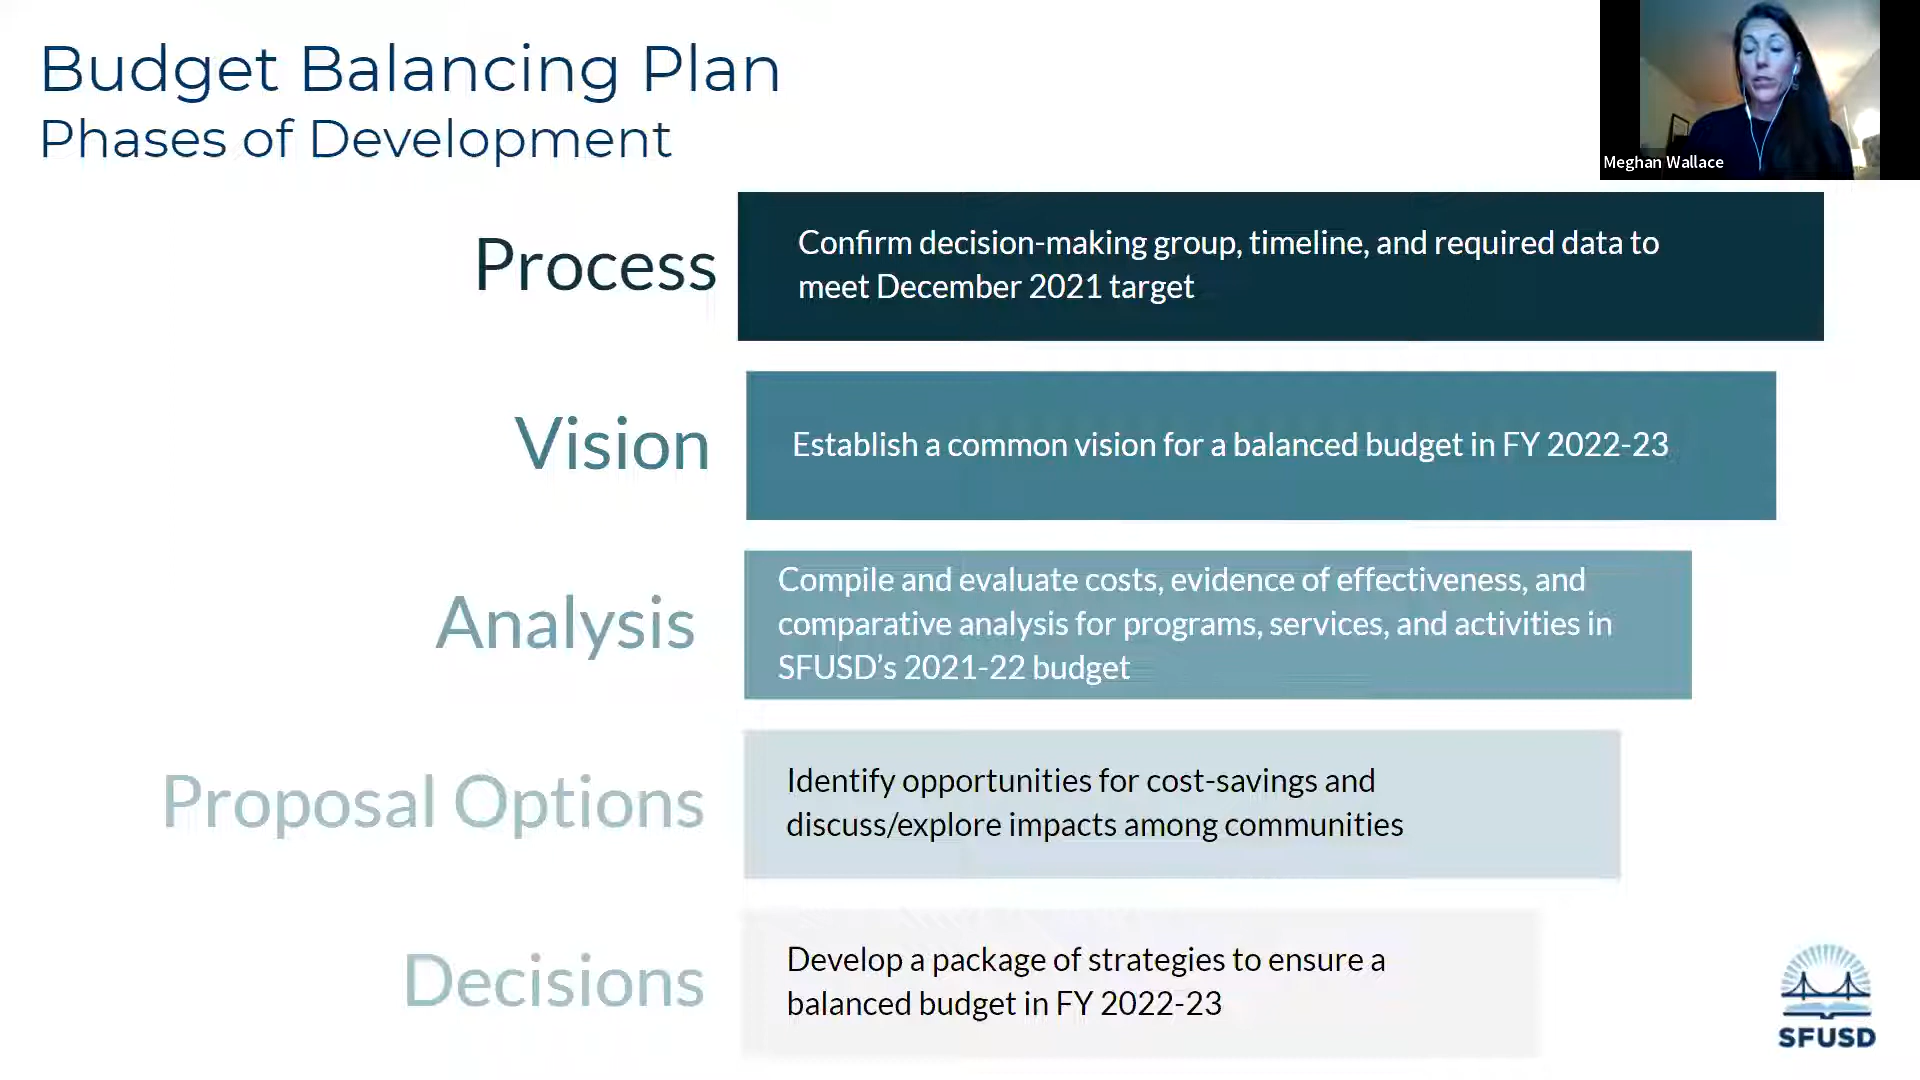 Budget Balancing Plan
Phases of Development
Meghan Wallace
Process
Confirm decision-making group, timeline, and required data to
meet December 2021 target
Vision
Establish a common vision for a balanced budget in FY 2022-23
Analysis
Compile and evaluate costs, evidence of effectiveness, and
comparative analysis for programs, services, and activities in
SFUSD’s 2021-22 budget
Proposal Options
Identify opportunities for cost-savings and
discuss/explore impacts among communities
Decisions
Develop a package of strategies to ensure a
balanced budget in FY 2022-23
SFUSD